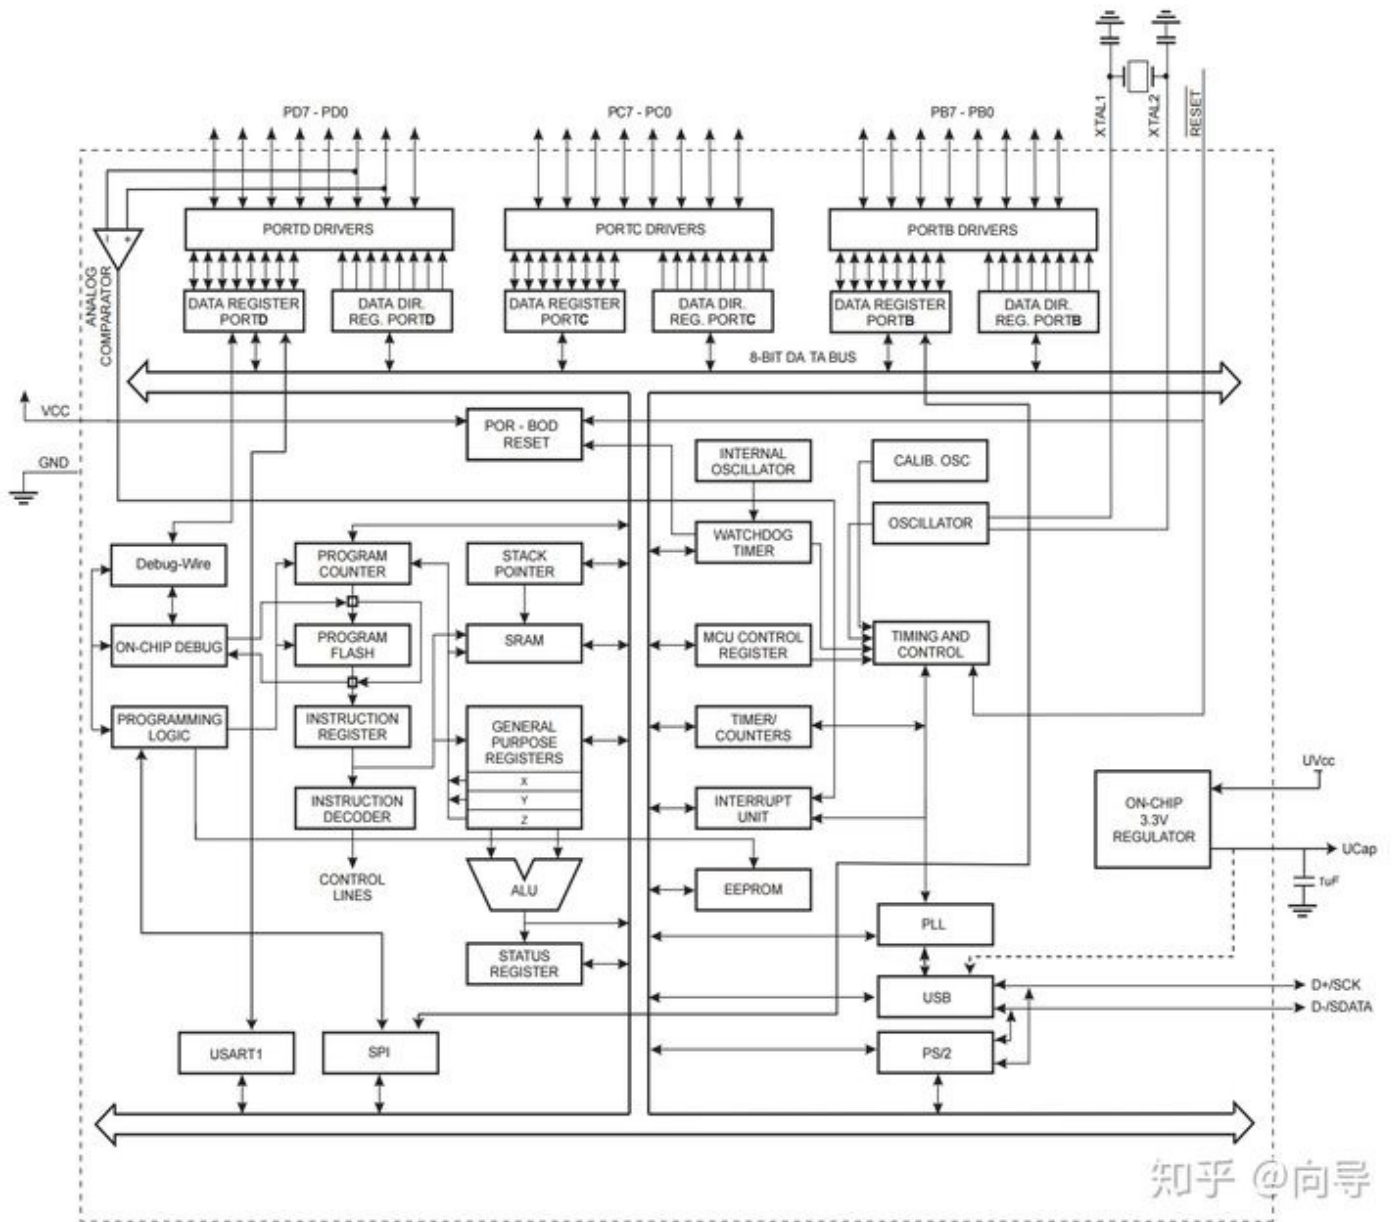 XTAL1
XTAL2
RESET
PD7 - PD0
PC7 - PC0
PB7 - PB0
PORTD DRIVERS
PORTC DRIVERS
PORTB DRIVERS
-
+
ANALOG
COMPARATOR
DATA REGISTER
PORTD
DATA DIR.
REG. PORTD
DATA REGISTER
PORTC
DATA DIR.
REG. PORTC
DATA REGISTER
PORTB
DATA DIR.
REG. PORTB
8-BIT DA TA BUS
VCC
GND
POR - BOD
RESET
INTERNAL
OSCILLATOR
CALIB. OSC
WATCHDOG
TIMER
OSCILLATOR
Debug-Wire
PROGRAM
COUNTER
STACK
POINTER
ON-CHIP DEBUG
PROGRAM
FLASH
SRAM
MCU CONTROL
REGISTER
TIMING AND
CONTROL
PROGRAMMING
LOGIC
INSTRUCTION
REGISTER
GENERAL
PURPOSE
REGISTERS
X
Y
Z
TIMER/
COUNTERS
INSTRUCTION
DECODER
INTERRUPT
UNIT
ON-CHIP
3.3V
REGULATOR
UVcc
UCap
1uF
CONTROL
LINES
ALU
EEPROM
STATUS
REGISTER
PLL
USB
D+/SCK
D-/SDATA
USART1
SPI
PS/2
知乎 @向导